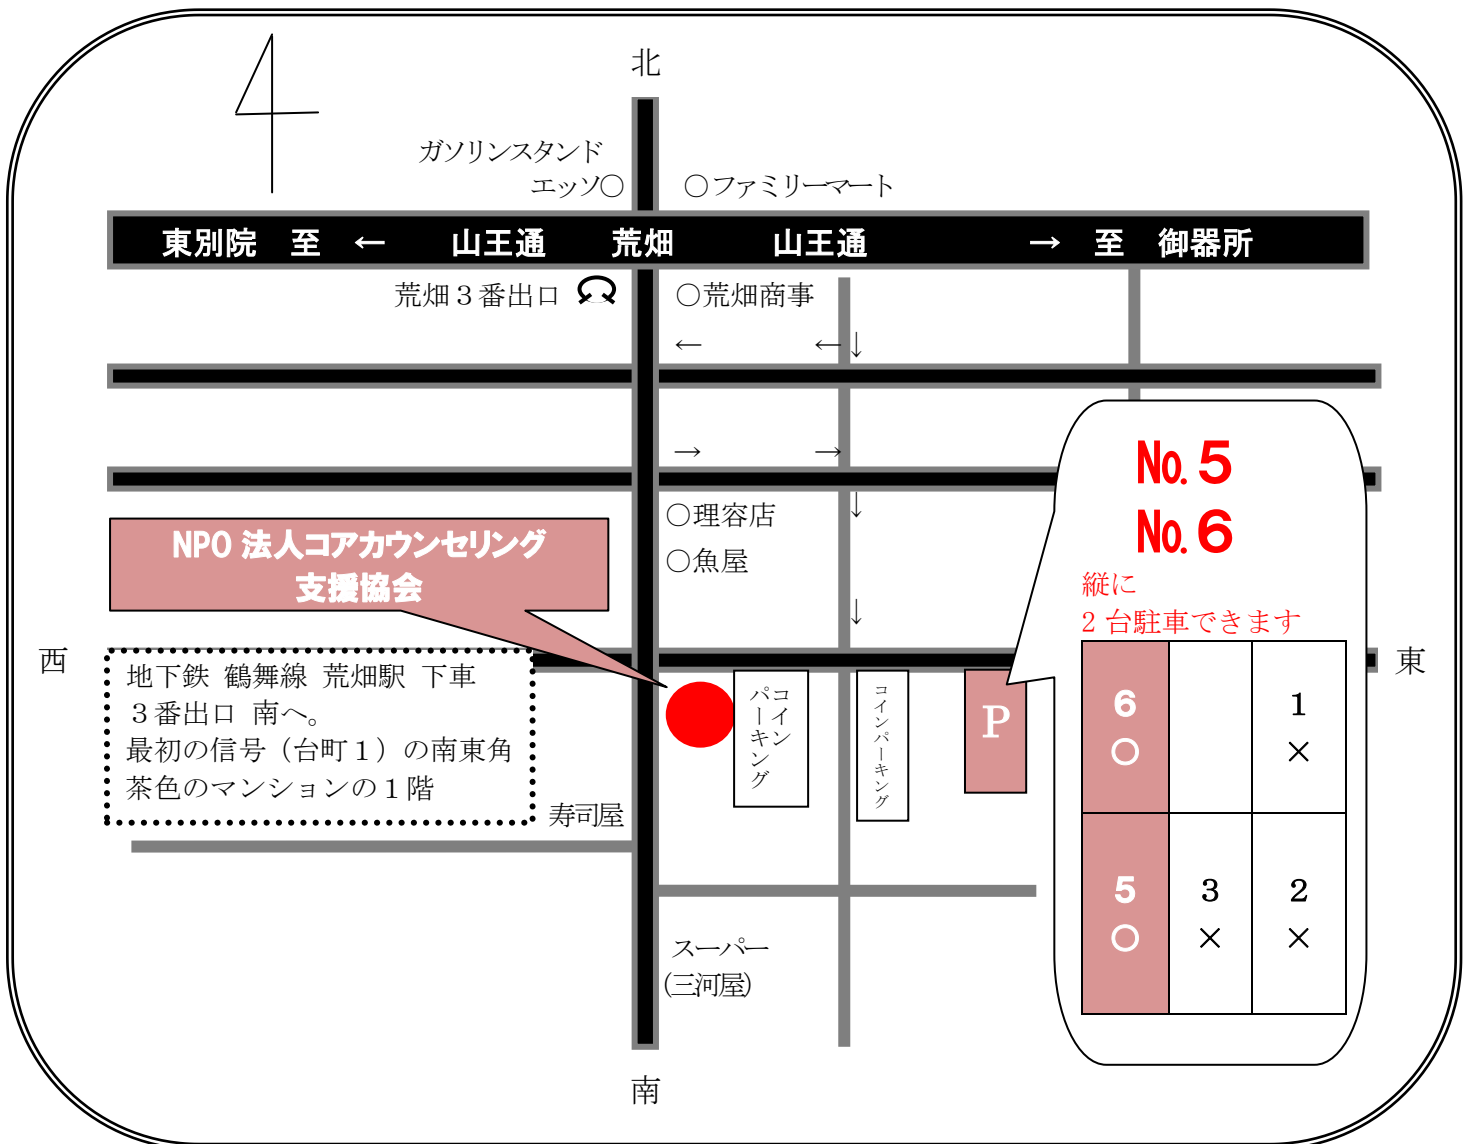 北
ガソリンスタンド
エッソ○ ○ファミリーマート
東別院 至 ← 山王通 荒畑 山王通 → 至 御器所
荒畑３番出口 ○荒畑商事
← ←↓
→ →
No.5
No.6
縦に
2台駐車できます
○理容店 ↓
○魚屋
↓
NPO 法人コアカウンセリング
支援協会
西
東
地下鉄 鶴舞線 荒畑駅 下車
３番出口 南へ。
最初の信号（台町１）の南東角
茶色のマンションの１階
コイン
パーキング
コインパーキング
P
6 1
○ ×
5 3 2
○ × ×
寿司屋
スーパー
(三河屋)
南